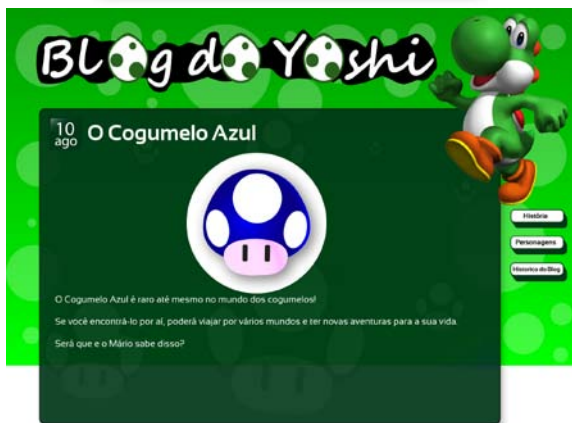 Blog do Yoshi
10
ago
O Cogumelo Azul
História
Personagens
Historico do Blog
O Cogumelo Azul é raro até mesmo no mundo dos cogumelos!
Se você encontrá-lo por aí, poderá viajar por vários mundos e ter novas aventuras para a sua vida.
Será que e o Mário sabe disso?